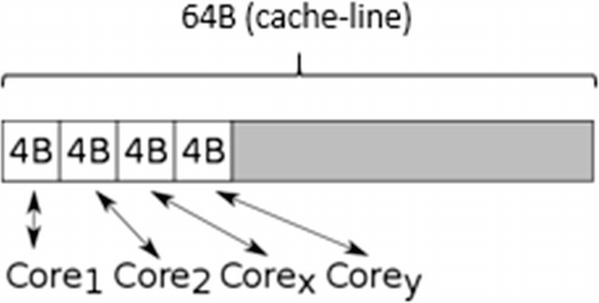 64B (cache-line)
4B 4B 4B 4B
Core1 Core2 Corex Corey